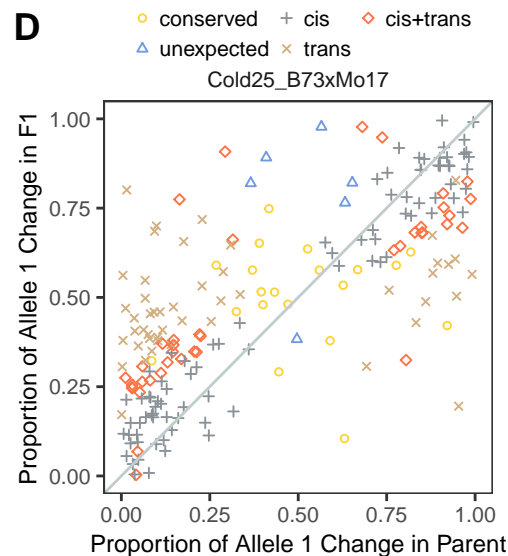 D
conserved cis cis+trans
unexpected trans
Cold25_B73xMo17
Proportion of Allele 1 Change in F1
1.00
0.75
0.50
0.25
0.00
0.00 0.25 0.50 0.75 1.00
Proportion of Allele 1 Change in Parent